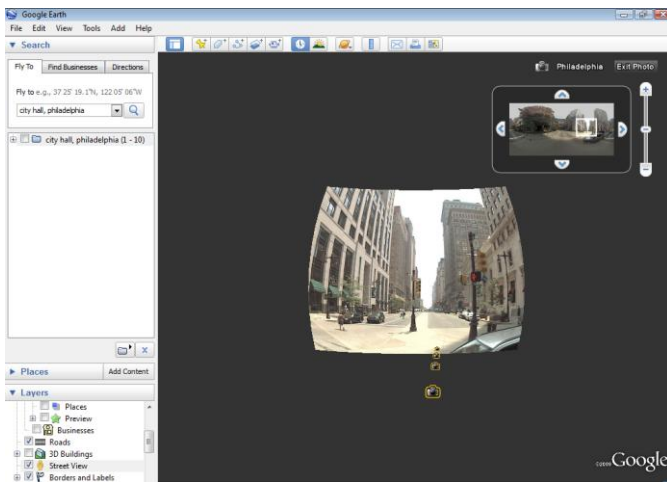 Google Earth
File Edit View Tools Add Help
Search
Fly To Find Businesses Directions
Fly to e.g., 37 25' 19.1"N, 122 05' 06"W
city hall, philadelphia
city hall, philadelphia (1 - 10)
Places Add Content
Layers
Places
Preview
Businesses
Roads
3D Buildings
Street View
Borders and Labels
Philadelphia Exit Photo
Google